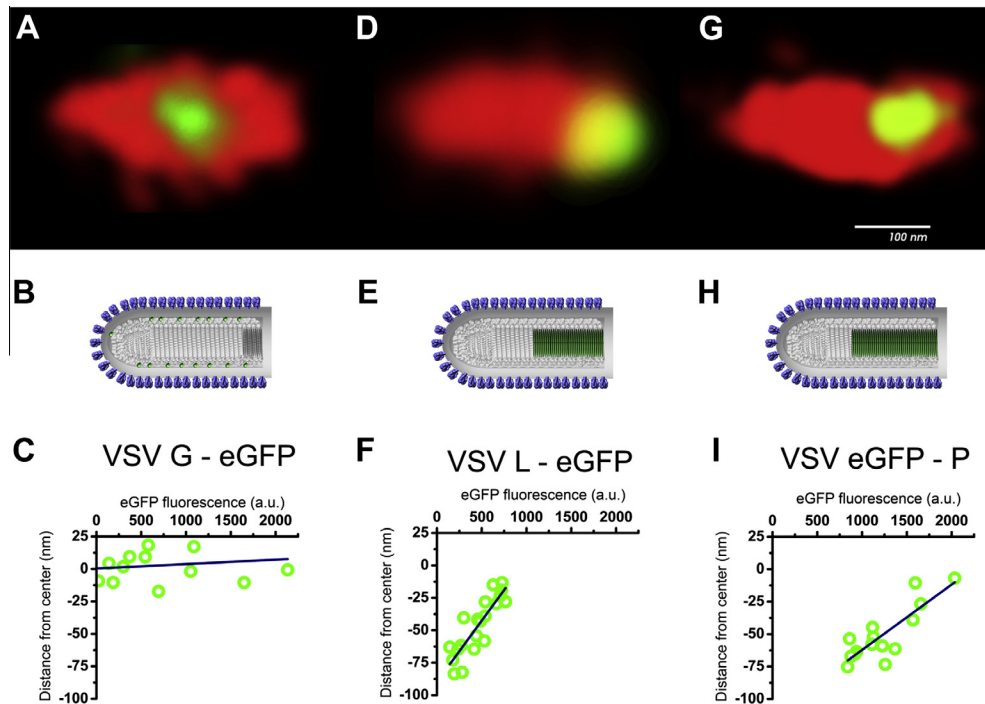 A
D
G
100 nm
B
E
H
C
VSV G - eGFP
F
VSV L - eGFP
I
VSV eGFP - P
eGFP fluorescence (a.u.)
0 500 1000 1500 2000
25
0
-25
-50
-75
-100
Distance from center (nm)
eGFP fluorescence (a.u.)
0 500 1000 1500 2000
25
0
-25
-50
-75
-100
Distance from center (nm)
eGFP fluorescence (a.u.)
0 500 1000 1500 2000
25
0
-25
-50
-75
-100
Distance from center (nm)